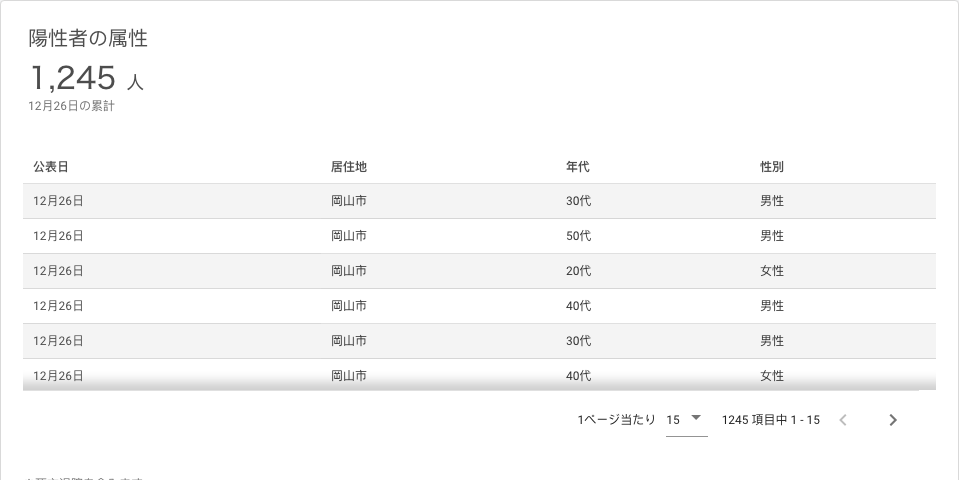 陽性者の属性
1,245 人
12月26日の累計
公表日 居住地 年代 性別
12月26日 岡山市 30代 男性
12月26日 岡山市 50代 男性
12月26日 岡山市 20代 女性
12月26日 岡山市 40代 男性
12月26日 岡山市 30代 男性
12月26日 岡山市 40代 女性
1ページ当たり 15 1245 項目中 1 - 15